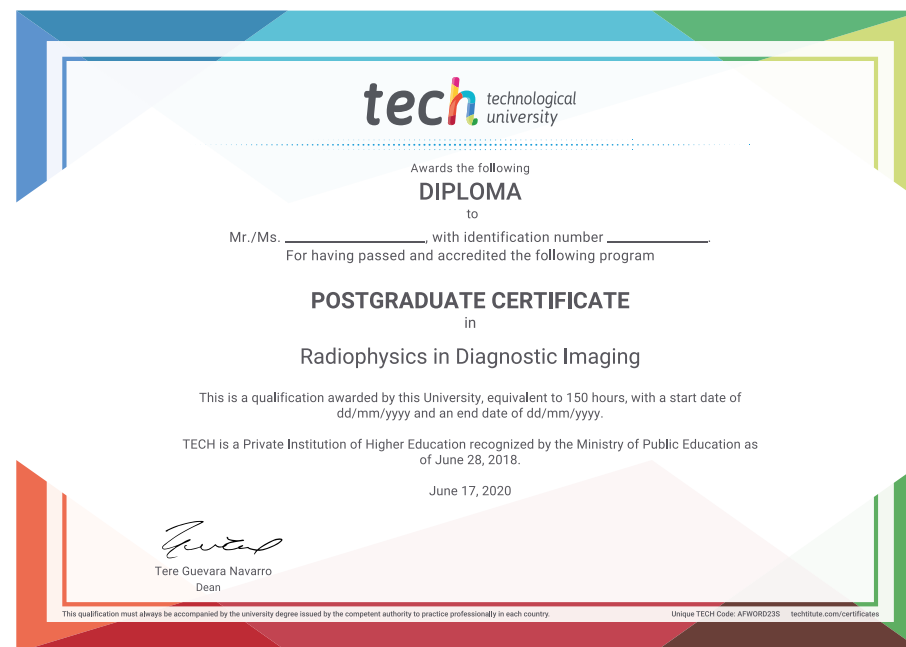 tech technological
university
Awards the following
DIPLOMA
to
Mr./Ms. ____________________, with identification number ______________.
For having passed and accredited the following program
POSTGRADUATE CERTIFICATE
in
Radiophysics in Diagnostic Imaging
This is a qualification awarded by this University, equivalent to 150 hours, with a start date of
dd/mm/yyyy and an end date of dd/mm/yyyy.
TECH is a Private Institution of Higher Education recognized by the Ministry of Public Education as
of June 28, 2018.
June 17, 2020
Tere Guevara Navarro
Dean
This qualification must always be accompanied by the university degree issued by the competent authority to practice professionally in each country.
Unique TECH Code: AFWORD23S techtitute.com/certificates